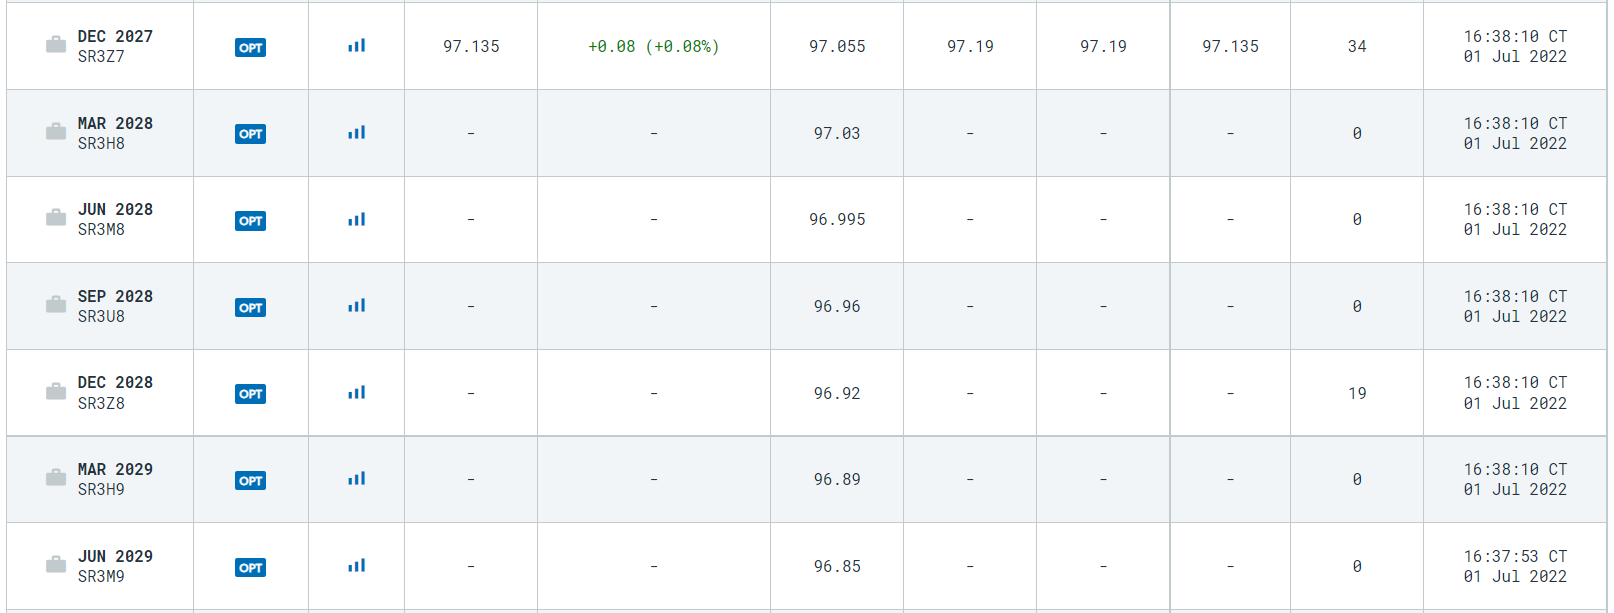 DEC 2027
SR3Z7
OPT
97.135
+0.08 (+0.08%)
97.055
97.19
97.19
97.135
34
16:38:10 CT
01 Jul 2022
MAR 2028
SR3H8
OPT
-
-
97.03
-
-
-
0
16:38:10 CT
01 Jul 2022
JUN 2028
SR3M8
OPT
-
-
96.995
-
-
-
0
16:38:10 CT
01 Jul 2022
SEP 2028
SR3U8
OPT
-
-
96.96
-
-
-
0
16:38:10 CT
01 Jul 2022
DEC 2028
SR3Z8
OPT
-
-
96.92
-
-
-
19
16:38:10 CT
01 Jul 2022
MAR 2029
SR3H9
OPT
-
-
96.89
-
-
-
0
16:38:10 CT
01 Jul 2022
JUN 2029
SR3M9
OPT
-
-
96.85
-
-
-
0
16:37:53 CT
01 Jul 2022